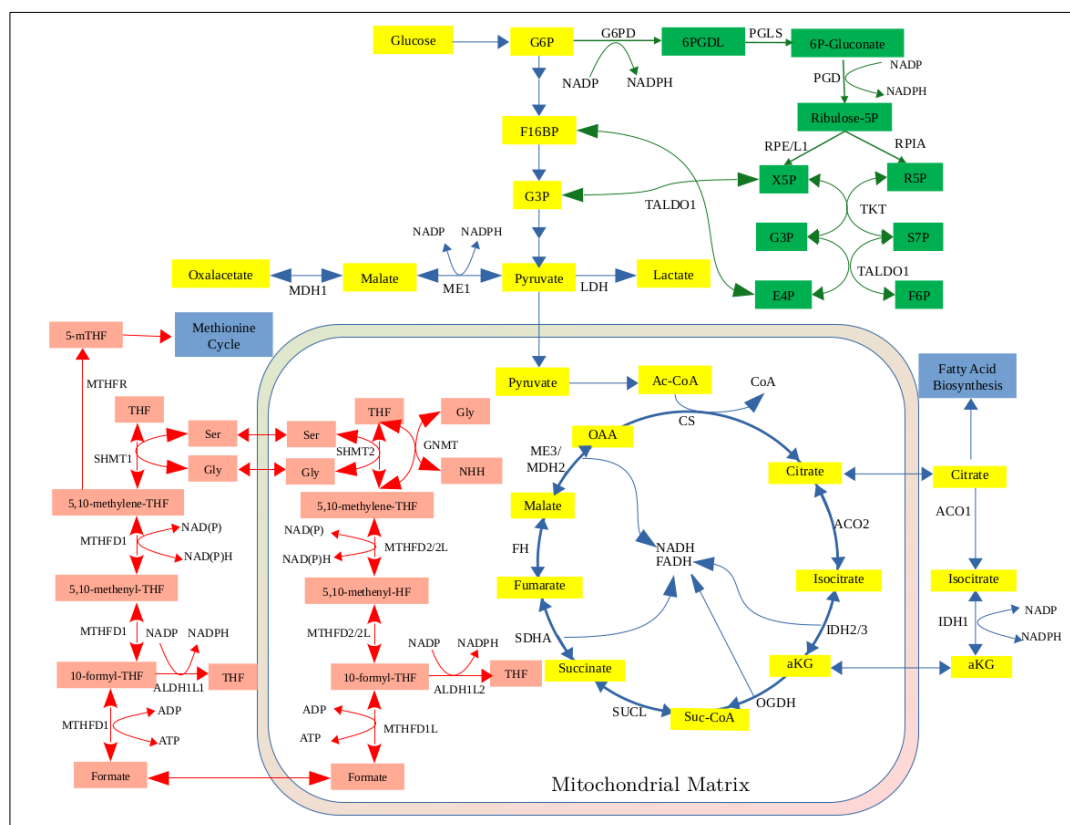 Glucose
G6P
G6PD
6PGDL
PGLS
6P-Gluconate
NADP
NADPH
PGD
NADP
NADPH
F16BP
Ribulose-5P
RPE/L1
RPIA
G3P
TALDO1
X5P
R5P
TKT
G3P
S7P
TALDO1
E4P
F6P
NADP
NADPH
Oxalacetate
MDH1
Malate
ME1
Pyruvate
LDH
Lactate
5-mTHF
Methionine
Cycle
MTHFR
THF
Ser
SHMT1
Gly
5,10-methylene-THF
MTHFD1
NAD(P)
NAD(P)H
5,10-methenyl-THF
MTHFD1
NADP
NADPH
10-formyl-THF
ALDH1L1
THF
MTHFD1
ADP
ATP
Formate
THF
Gly
Ser
SHMT2
GNMT
Gly
NHH
5,10-methylene-THF
NAD(P)
NAD(P)H
MTHFD2/2L
5,10-methenyl-HF
MTHFD2/2L
NADP
NADPH
10-formyl-THF
ALDH1L2
THF
ADP
ATP
MTHFD1L
Formate
Pyruvate
Ac-CoA
CoA
CS
OAA
ME3/
MDH2
Citrate
Malate
ACO2
FH
NADH
FADH
Fumarate
Isocitrate
SDHA
IDH2/3
Succinate
aKG
SUCL
Suc-CoA
OGDH
Mitochondrial Matrix
Fatty Acid
Biosynthesis
Citrate
ACO1
Isocitrate
IDH1
NADP
NADPH
aKG